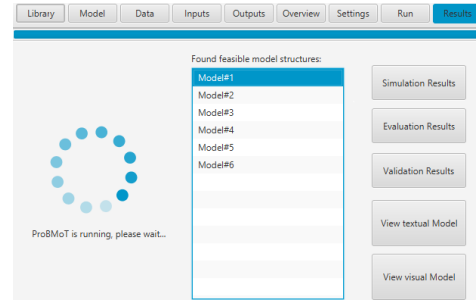 Library Model Data Inputs Outputs Overview Settings Run Results
Found feasible model structures:
Model#1
Model#2
Model#3
Model#4
Model#5
Model#6
ProBMoT is running, please wait...
Simulation Results
Evaluation Results
Validation Results
View textual Model
View visual Model